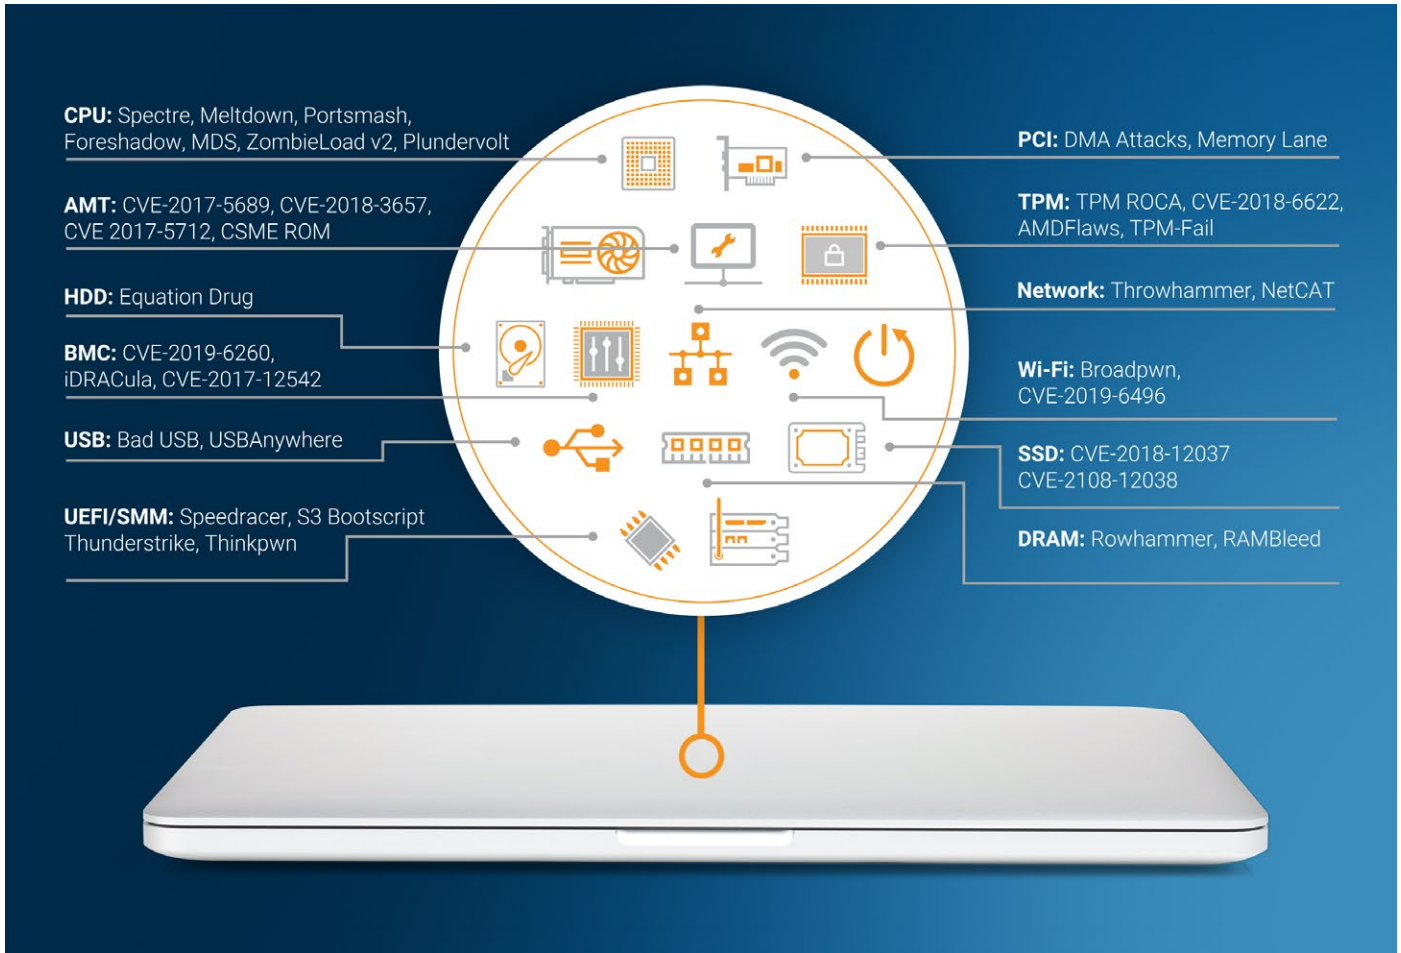 CPU: Spectre, Meltdown, Portsmash,
Foreshadow, MDS, ZombieLoad v2, Plundervolt
AMT: CVE-2017-5689, CVE-2018-3657,
CVE 2017-5712, CSME ROM
HDD: Equation Drug
BMC: CVE-2019-6260,
iDRACula, CVE-2017-12542
USB: Bad USB, USBAnywhere
UEFI/SMM: Speedracer, S3 Bootscript
Thunderstrike, Thinkpwn
PCI: DMA Attacks, Memory Lane
TPM: TPM ROCA, CVE-2018-6622,
AMDFlaws, TPM-Fail
Network: Throwhammer, NetCAT
Wi-Fi: Broadpwn,
CVE-2019-6496
SSD: CVE-2018-12037
CVE-2108-12038
DRAM: Rowhammer, RAMBleed